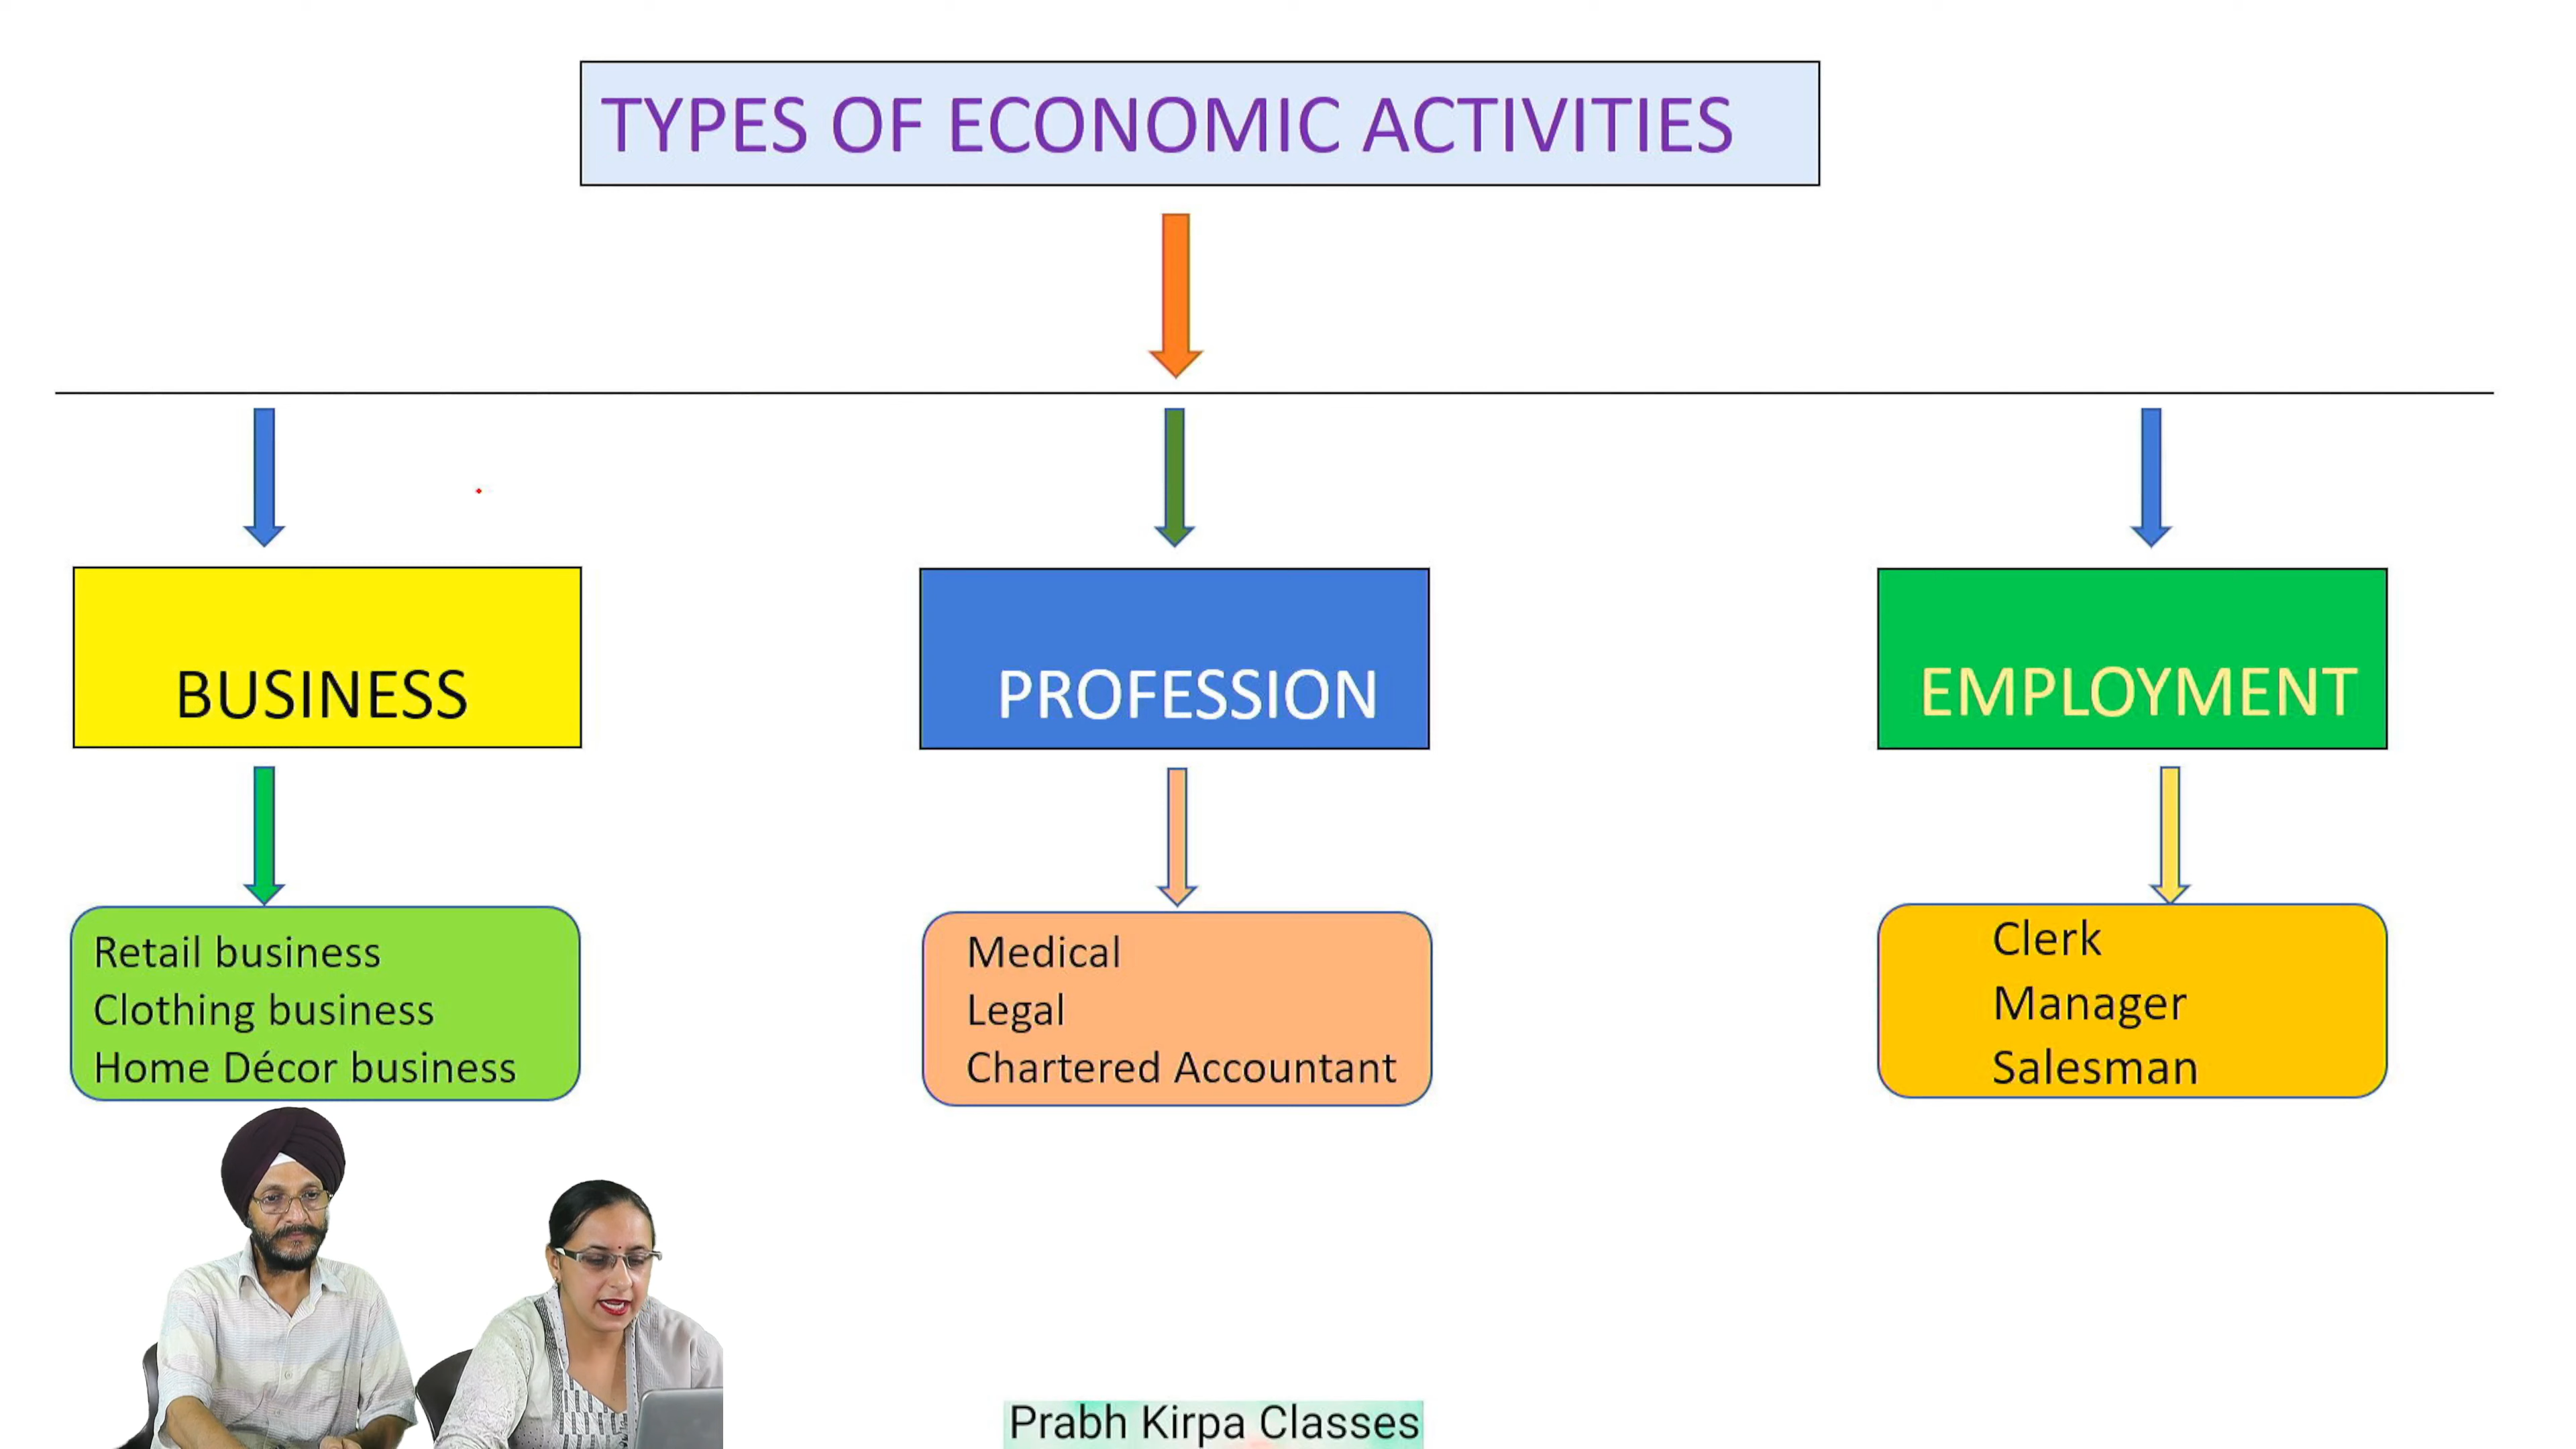 TYPES OF ECONOMIC ACTIVITIES
BUSINESS
PROFESSION
EMPLOYMENT
Retail business
Clothing business
Home Décor business
Medical
Legal
Chartered Accountant
Clerk
Manager
Salesman
Prabh Kirpa Classes